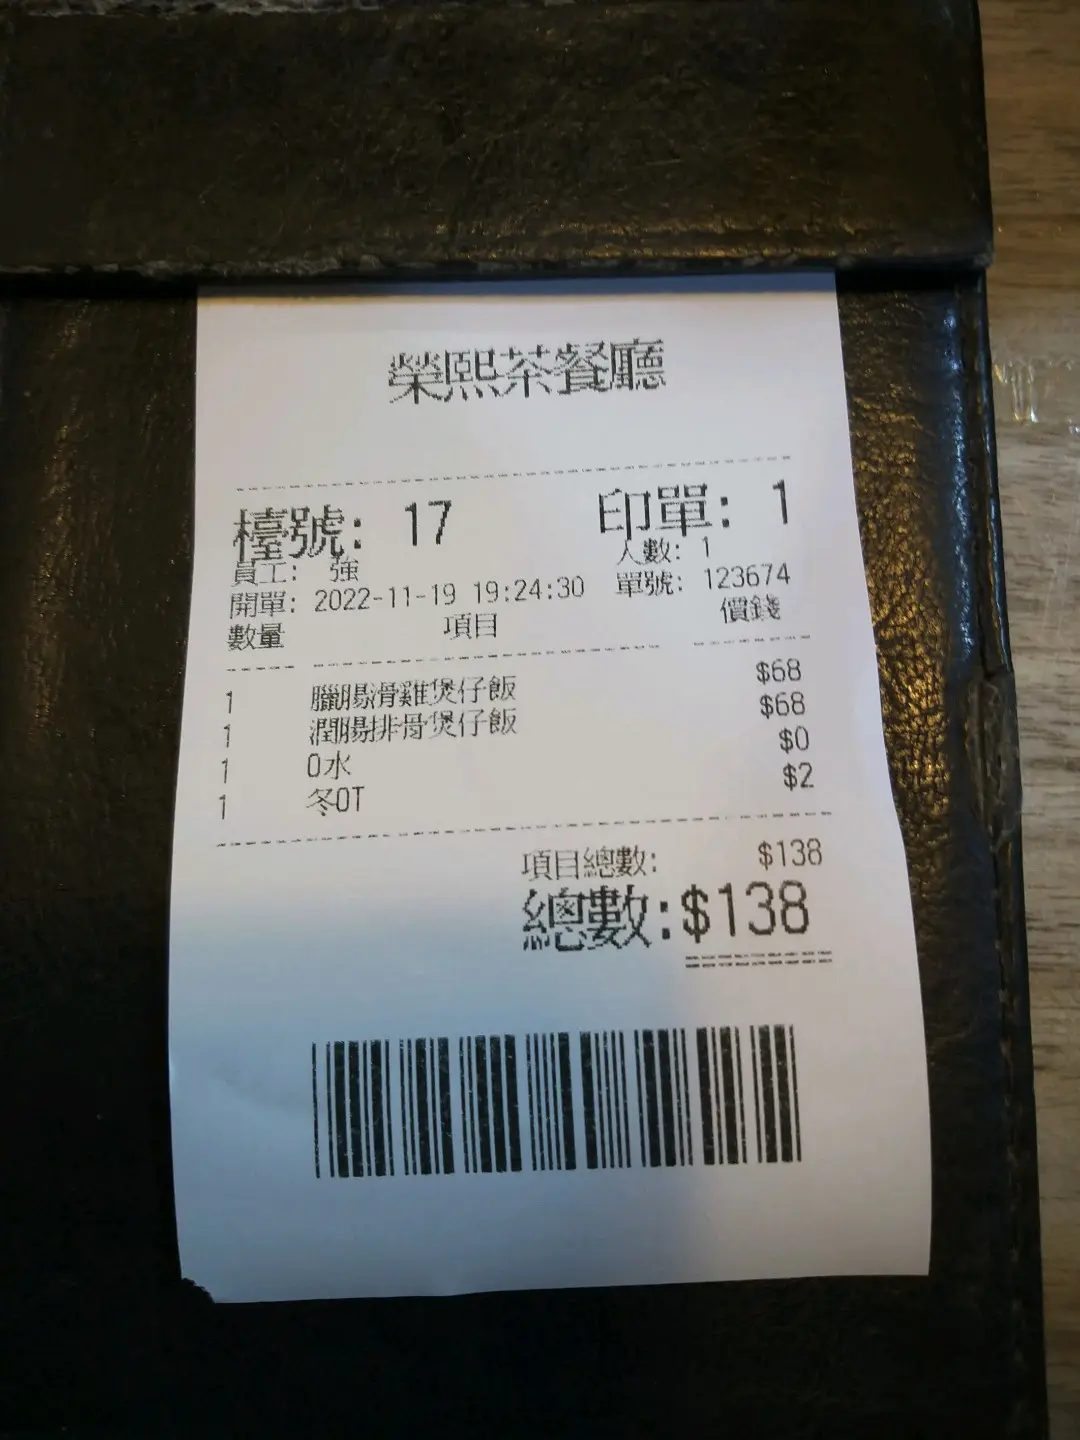 榮熙茶餐廳
檯號: 17 印單: 1
員工: 強 人數: 1
開單: 2022-11-19 19:24:30 單號: 123674
數量 項目 價錢
1 臘腸滑雞煲仔飯 $68
1 潤腸排骨煲仔飯 $68
1 0水 $0
1 冬0T $2
項目總數: $138
總數:$138